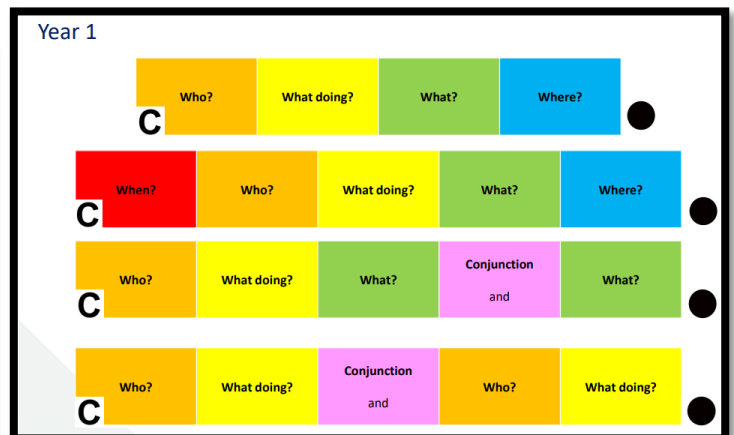 Year 1
Who? What doing? What? Where?
C
When? Who? What doing? What? Where?
C
Who? What doing? What? Conjunction and What?
C
Who? What doing? Conjunction and Who? What doing?
C